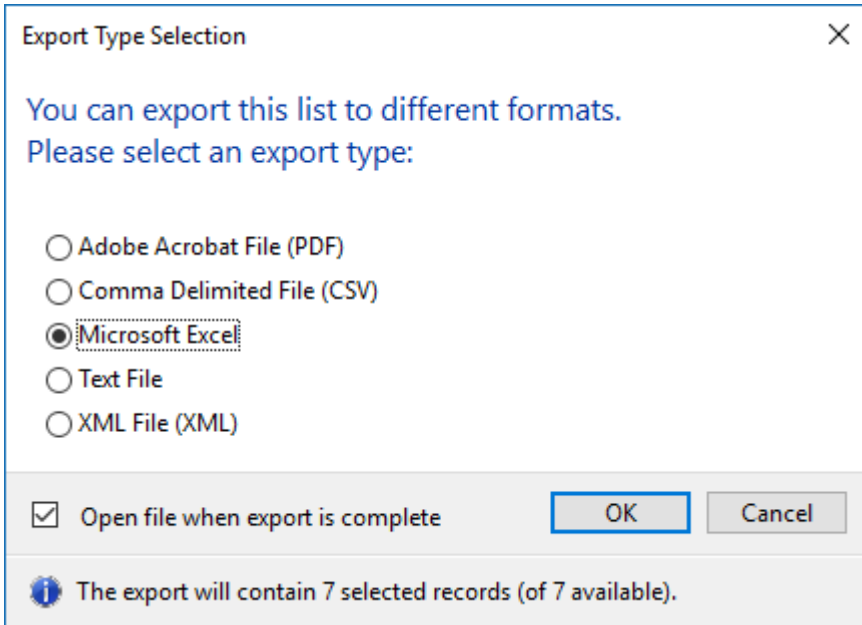 Export Type Selection
You can export this list to different formats.
Please select an export type:
Adobe Acrobat File (PDF)
Comma Delimited File (CSV)
Microsoft Excel
Text File
XML File (XML)
Open file when export is complete
OK
Cancel
The export will contain 7 selected records (of 7 available).